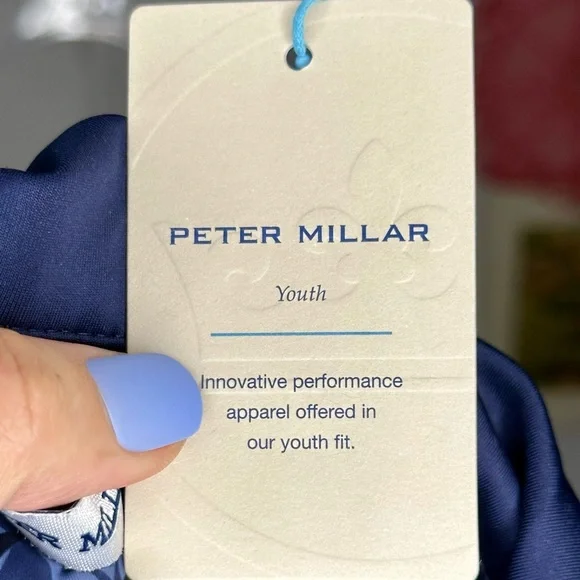 PETER MILLAR
Youth
Innovative performance
apparel offered in
our youth fit.